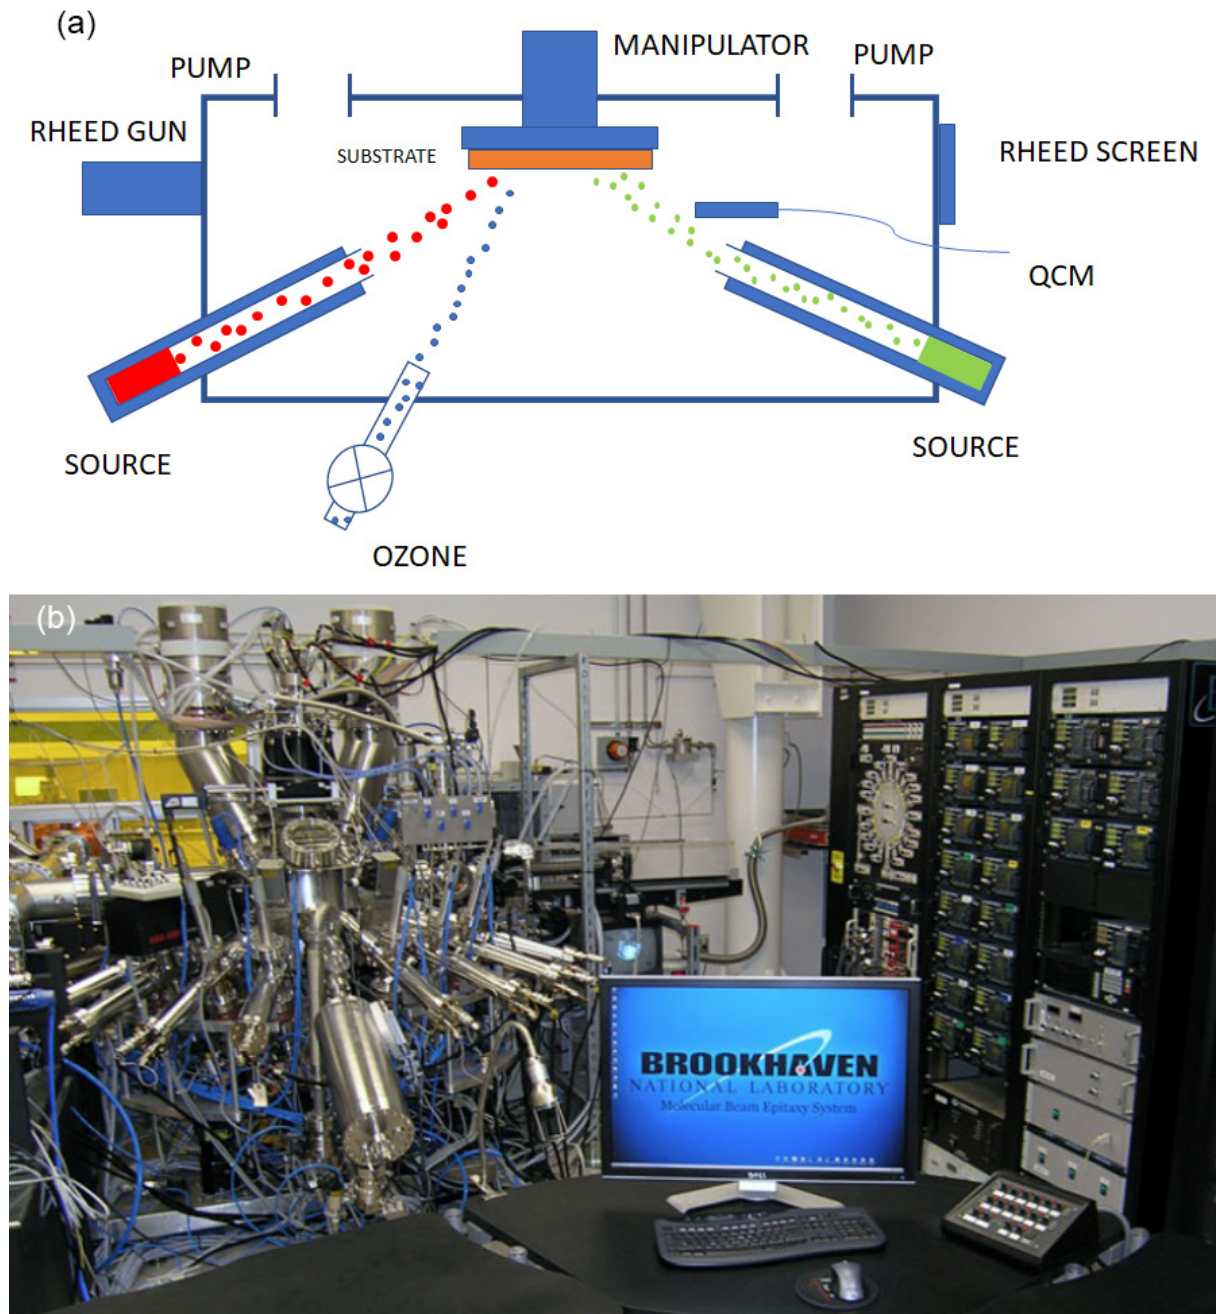 (a)
MANIPULATOR
PUMP
PUMP
RHEED GUN
SUBSTRATE
RHEED SCREEN
QCM
SOURCE
SOURCE
OZONE
(b)
BROOKHAVEN
NATIONAL LABORATORY
Molecular Beam Epitaxy System
DELL